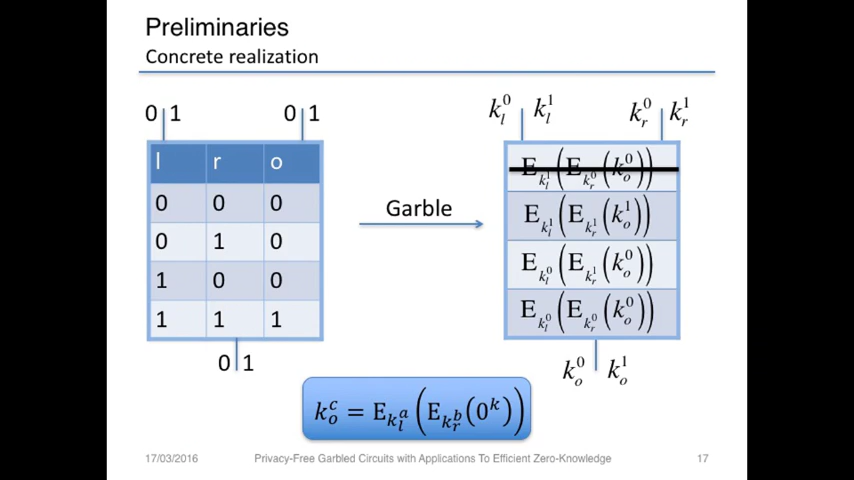 Preliminaries
Concrete realization
0 1 0 1 k_l^0 k_l^1 k_r^0 k_r^1
l r o
0 0 0
0 1 0
1 0 0
1 1 1
0 1
Garble
E_{k_l^1}(E_{k_r^0}(k_o^0))
E_{k_l^1}(E_{k_r^1}(k_o^1))
E_{k_l^0}(E_{k_r^1}(k_o^0))
E_{k_l^0}(E_{k_r^0}(k_o^0))
k_o^0 k_o^1
k_o^c = E_{k_l^a}(E_{k_r^b}(0^k))
17/03/2016 Privacy-Free Garbled Circuits with Applications To Efficient Zero-Knowledge 17